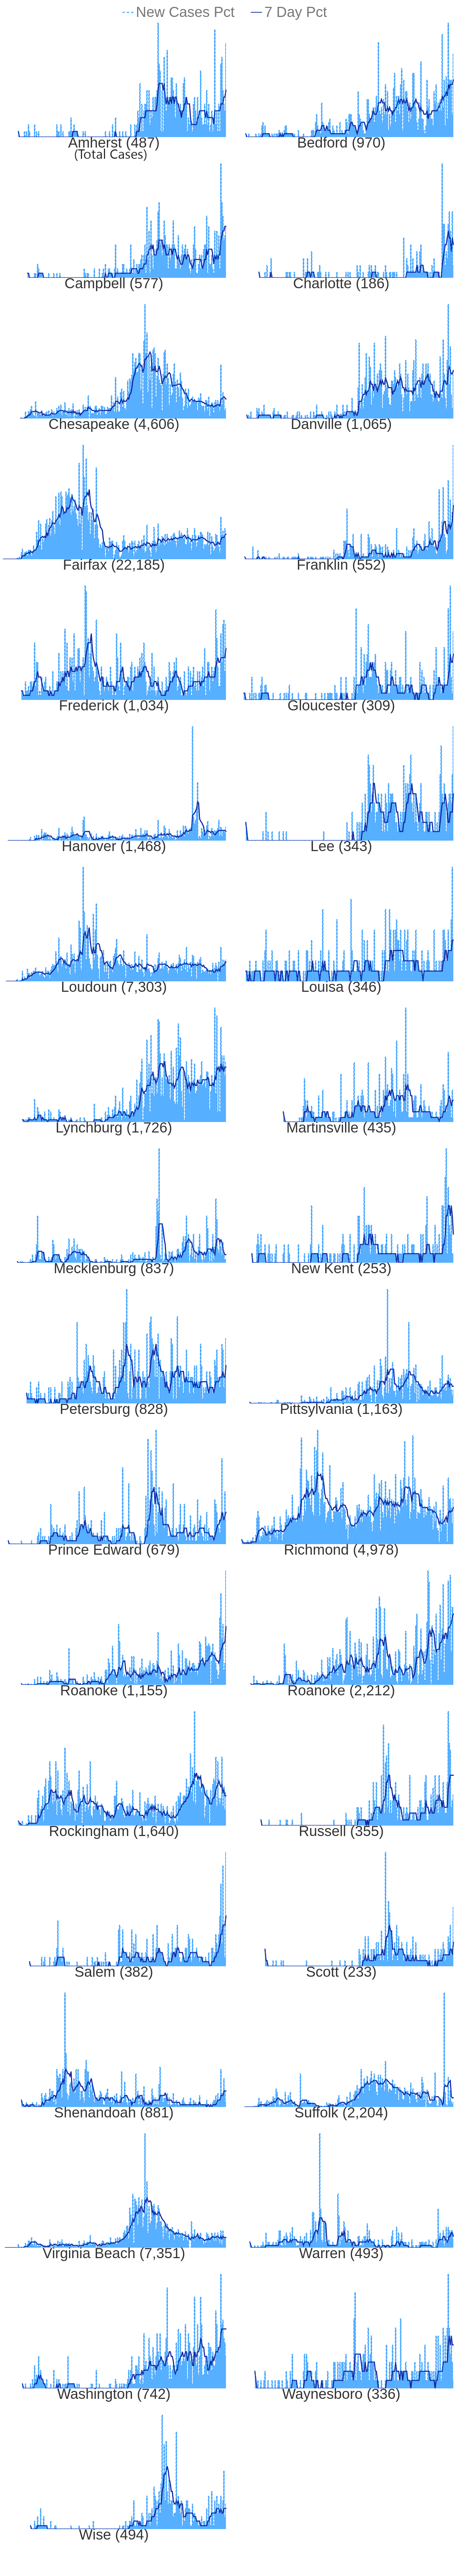 New Cases Pct 7 Day Pct
Amherst (487) Bedford (970)
(Total Cases)
Campbell (577) Charlotte (186)
Chesapeake (4,606) Danville (1,065)
Fairfax (22,185) Franklin (552)
Frederick (1,034) Gloucester (309)
Hanover (1,468) Lee (343)
Loudoun (7,303) Louisa (346)
Lynchburg (1,726) Martinsville (435)
Mecklenburg (837) New Kent (253)
Petersburg (828) Pittsylvania (1,163)
Prince Edward (679) Richmond (4,978)
Roanoke (1,155) Roanoke (2,212)
Rockingham (1,640) Russell (355)
Salem (382) Scott (233)
Shenandoah (881) Suffolk (2,204)
Virginia Beach (7,351) Warren (493)
Washington (742) Waynesboro (336)
Wise (494)